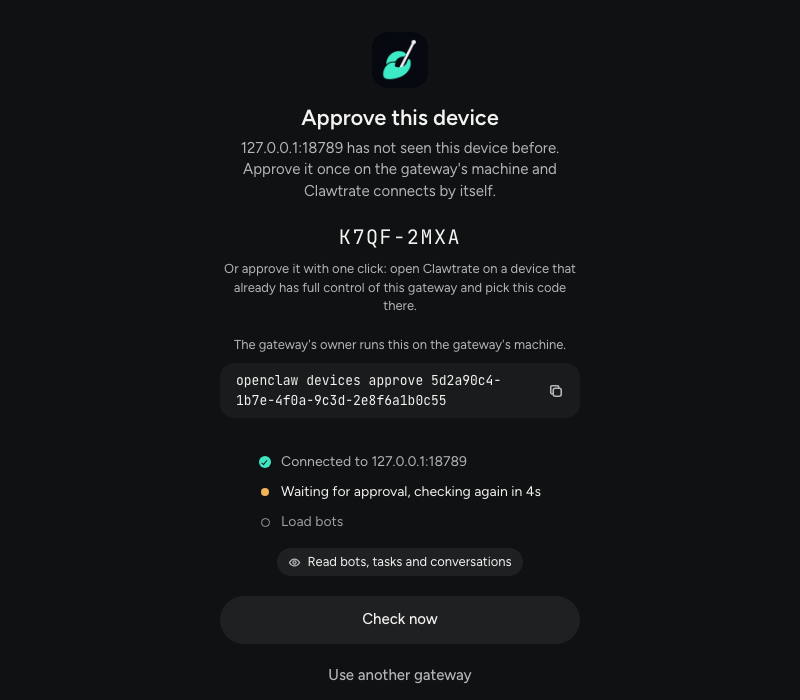 Approve this device
127.0.0.1:18789 has not seen this device before.
Approve it once on the gateway's machine and
Clawtrate connects by itself.
K7QF-2MXA
Or approve it with one click: open Clawtrate on a device that
already has full control of this gateway and pick this code
there.
The gateway's owner runs this on the gateway's machine.
openclaw devices approve 5d2a90c4-
1b7e-4f0a-9c3d-2e8f6a1b0c55
Connected to 127.0.0.1:18789
Waiting for approval, checking again in 4s
Load bots
Read bots, tasks and conversations
Check now
Use another gateway